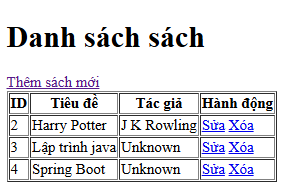 Danh sách sách
Thêm sách mới
ID Tiêu đề Tác giả Hành động
2 Harry Potter J K Rowling Sửa Xóa
3 Lập trình java Unknown Sửa Xóa
4 Spring Boot Unknown Sửa Xóa